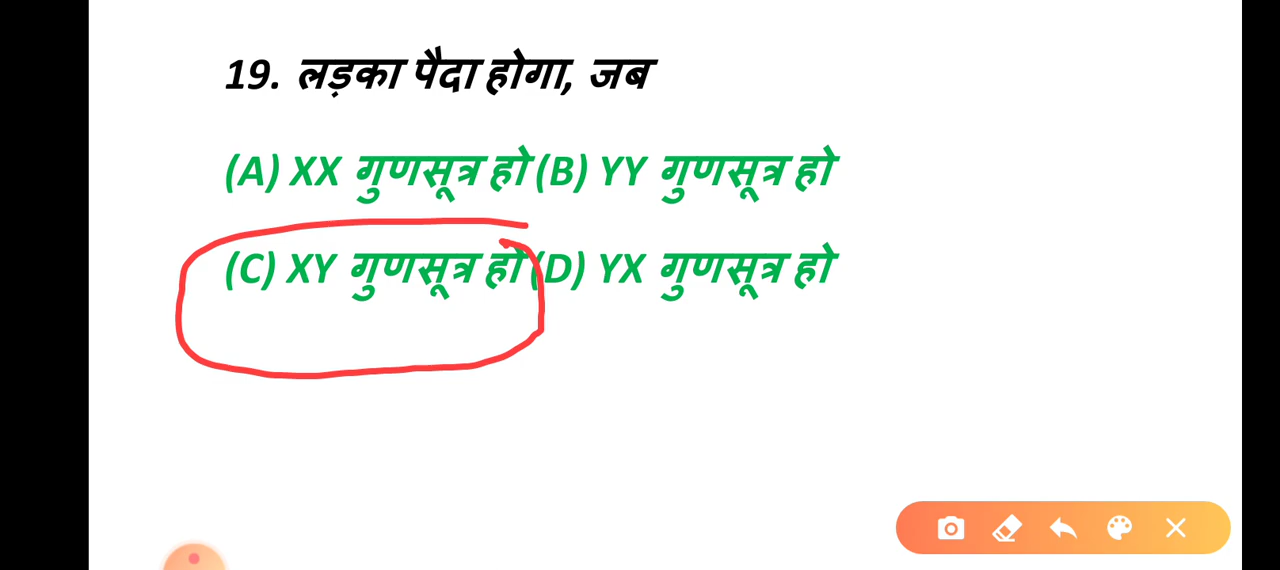 19. लड़का पैदा होगा, जब
(A) XX गुणसूत्र हो (B) YY गुणसूत्र हो
(C) XY गुणसूत्र हो (D) YX गुणसूत्र हो